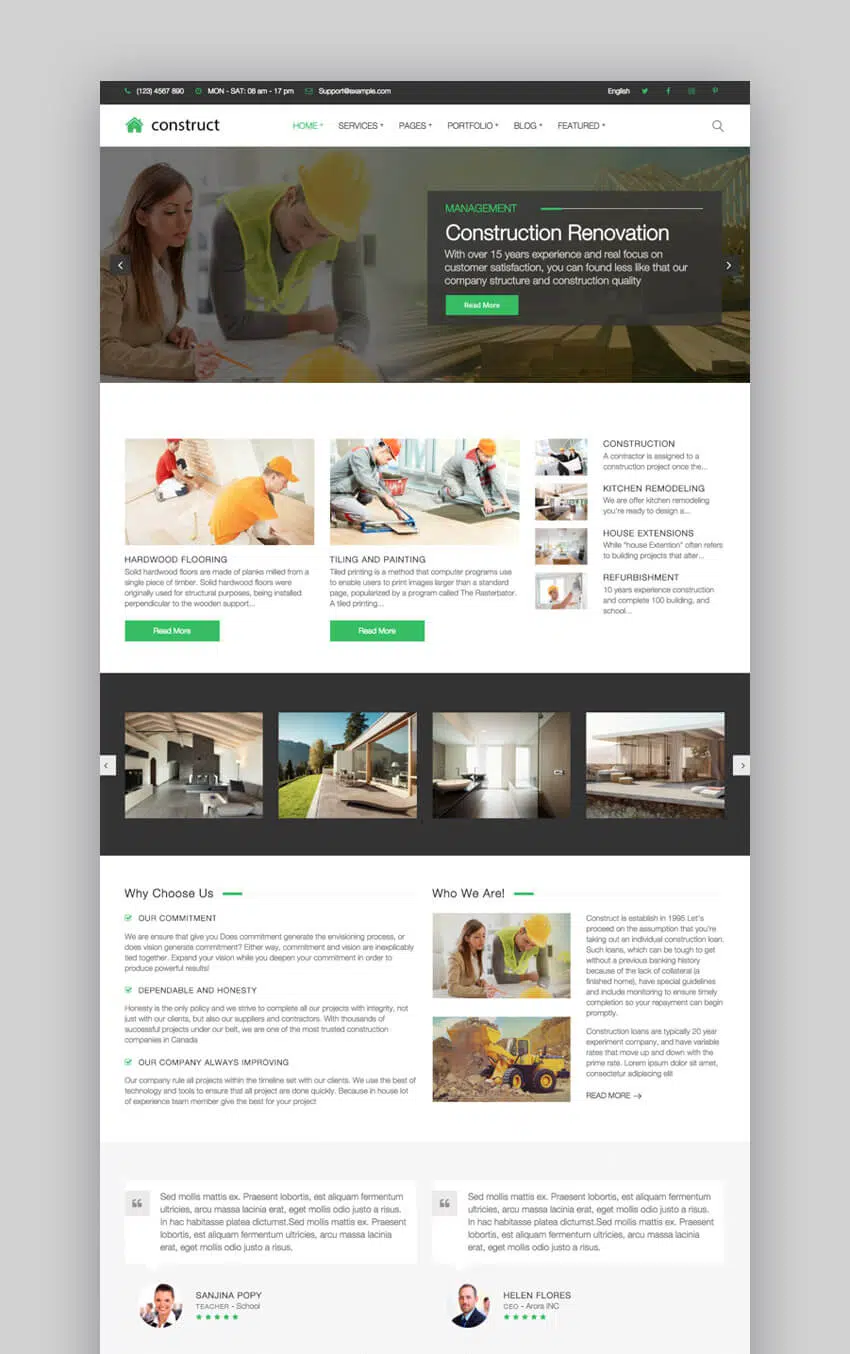 (123) 4567 890 MON - SAT: 08 am - 17 pm Support@example.com English
construct HOME + SERVICES + PAGES + PORTFOLIO + BLOG + FEATURED +
MANAGEMENT
Construction Renovation
With over 15 years experience and real focus on
customer satisfaction, you can found less like that our
company structure and construction quality
Read More
HARDWOOD FLOORING
Solid hardwood floors are made of planks milled from a
single piece of timber. Solid hardwood floors were
originally used for structural purposes, being installed
perpendicular to the wooden support...
Read More
TILING AND PAINTING
Tiled printing is a method that computer programs use
to enable users to print images larger than a standard
page, popularized by a program called The Rasterbator.
A tiled printing...
Read More
CONSTRUCTION
A contractor is assigned to a
construction project once the...
KITCHEN REMODELING
We are offer kitchen remodeling
you're ready to design a...
HOUSE EXTENSIONS
While "house Extention" often refers
to building projects that alter...
REFURBISHMENT
10 years experience construction
and complete 100 building, and
school...
Why Choose Us
OUR COMMITMENT
We are ensure that give you Does commitment generate the envisioning process, or
does vision generate commitment? Either way, commitment and vision are inexplicably
tied together. Expand your vision while you deepen your commitment in order to
produce powerful results!
DEPENDABLE AND HONESTY
Honesty is the only policy and we strive to complete all our projects with integrity, not
just with our clients, but also our suppliers and contractors. With thousands of
successful projects under our belt, we are one of the most trusted construction
companies in Canada
OUR COMPANY ALWAYS IMPROVING
Our company rule all projects within the timeline set with our clients. We use the best of
technology and tools to ensure that all project are done quickly. Because in house lot
of experience team member give the best for your project
Who We Are!
Construct is establish in 1995 Let's
proceed on the assumption that you're
taking out an individual construction loan.
Such loans, which can be tough to get
without a previous banking history
because of the lack of collateral (a
finished home), have special guidelines
and include monitoring to ensure timely
completion so your repayment can begin
promptly.
Construction loans are typically 20 year
experiment company, and have variable
rates that move up and down with the
prime rate. Lorem ipsum dolor sit amet,
consectetur adipiscing elit
READ MORE →
Sed mollis mattis ex. Praesent lobortis, est aliquam fermentum
ultricies, arcu massa lacinia erat, eget mollis odio justo a risus.
In hac habitasse platea dictumst.Sed mollis mattis ex. Praesent
lobortis, est aliquam fermentum ultricies, arcu massa lacinia
erat, eget mollis odio justo a risus.
SANJINA POPY
TEACHER - School
Sed mollis mattis ex. Praesent lobortis, est aliquam fermentum
ultricies, arcu massa lacinia erat, eget mollis odio justo a risus.
In hac habitasse platea dictumst.Sed mollis mattis ex. Praesent
lobortis, est aliquam fermentum ultricies, arcu massa lacinia
erat, eget mollis odio justo a risus.
HELEN FLORES
CEO - Arora INC